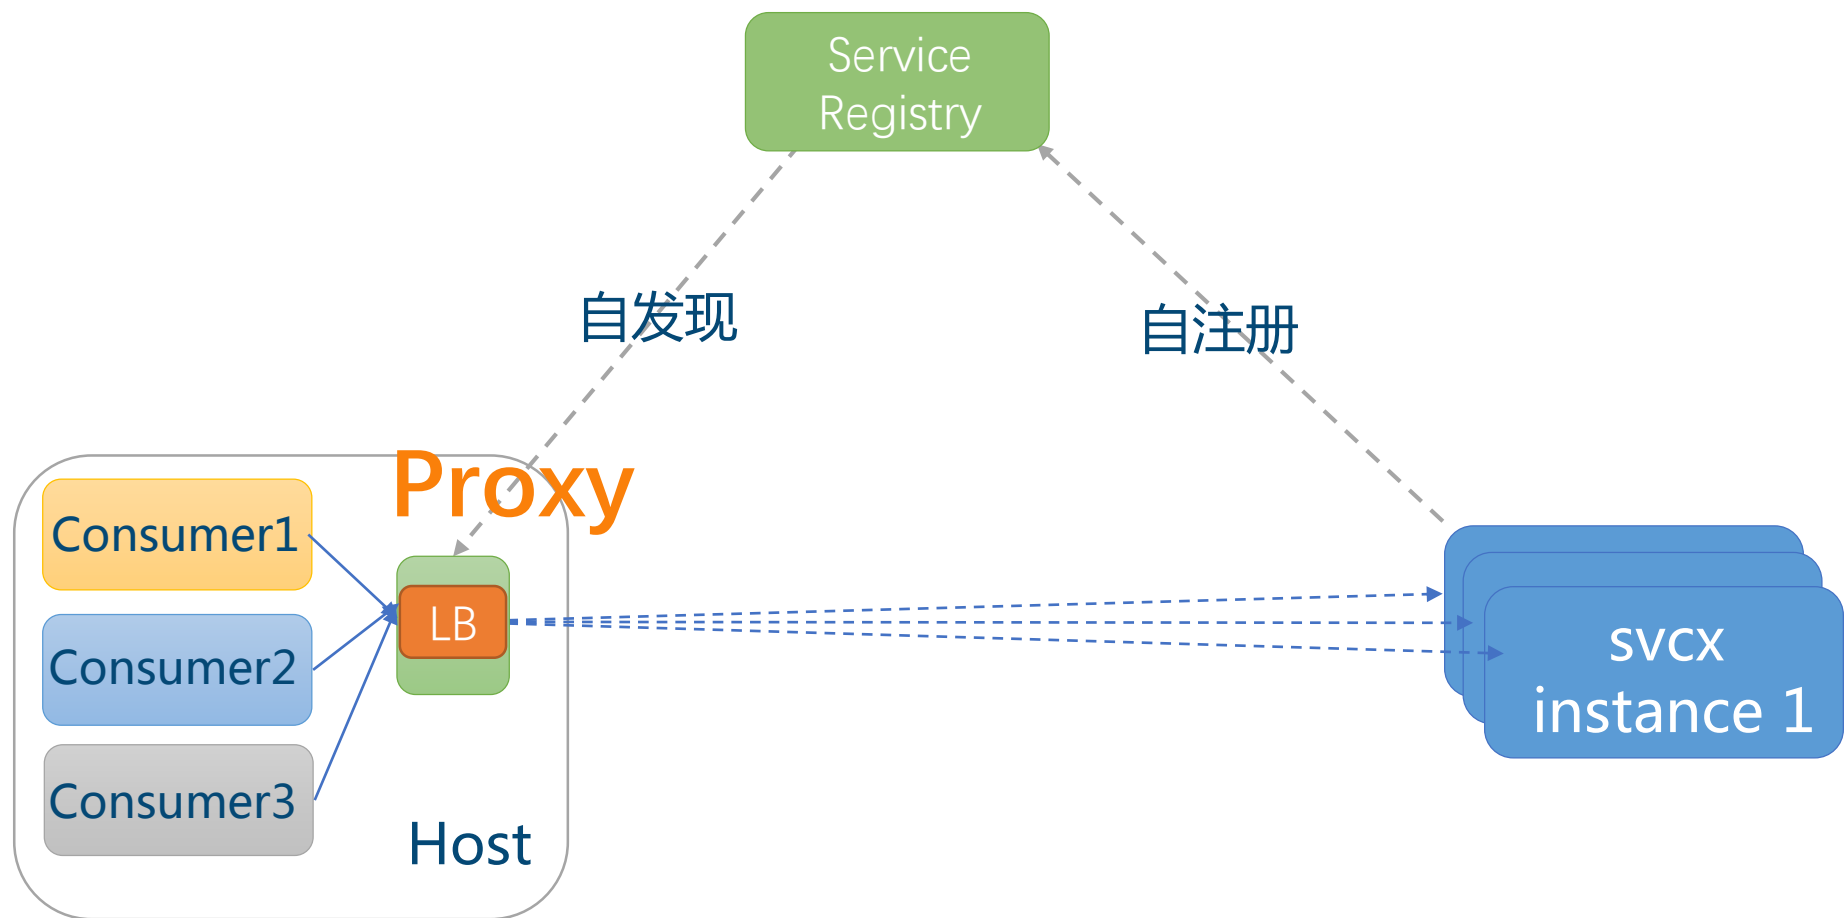 Service
Registry
自发现
自注册
Proxy
Consumer1
LB
Consumer2
svcx
instance 1
Consumer3
Host